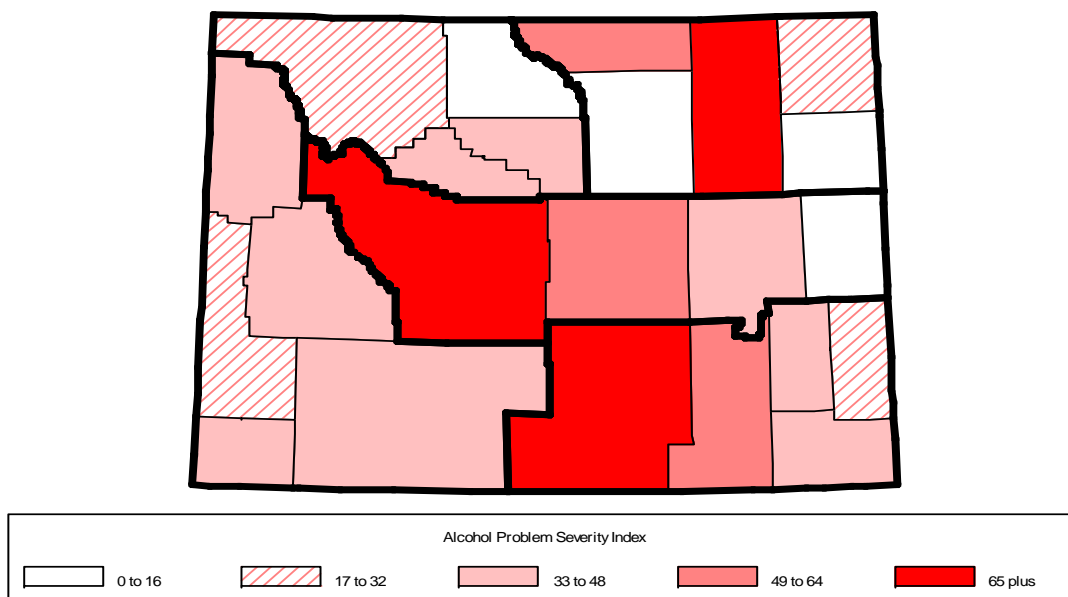 Alcohol Problem Severity Index
0 to 16 17 to 32 33 to 48 49 to 64 65 plus